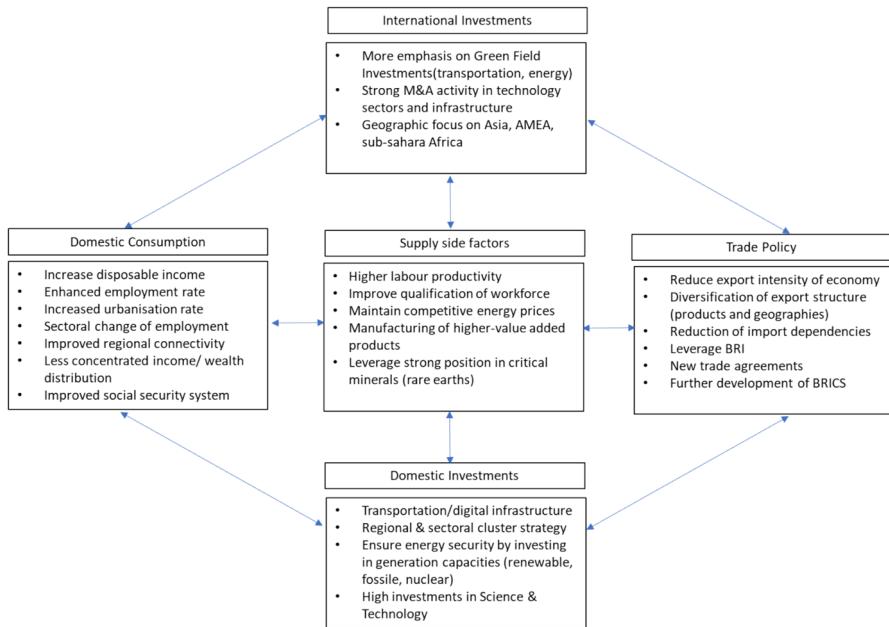 International Investments
• More emphasis on Green Field
Investments(transportation, energy)
• Strong M&A activity in technology
sectors and infrastructure
• Geographic focus on Asia, AMEA,
sub-sahara Africa
Domestic Consumption
• Increase disposable income
• Enhanced employment rate
• Increased urbanisation rate
• Sectoral change of employment
• Improved regional connectivity
• Less concentrated income/ wealth
distribution
• Improved social security system
Supply side factors
• Higher labour productivity
• Improve qualification of workforce
• Maintain competitive energy prices
• Manufacturing of higher-value added
products
• Leverage strong position in critical
minerals (rare earths)
Trade Policy
• Reduce export intensity of economy
• Diversification of export structure
(products and geographies)
• Reduction of import dependencies
• Leverage BRI
• New trade agreements
• Further development of BRICS
Domestic Investments
• Transportation/digital infrastructure
• Regional & sectoral cluster strategy
• Ensure energy security by investing
in generation capacities (renewable,
fossile, nuclear)
• High investments in Science &
Technology